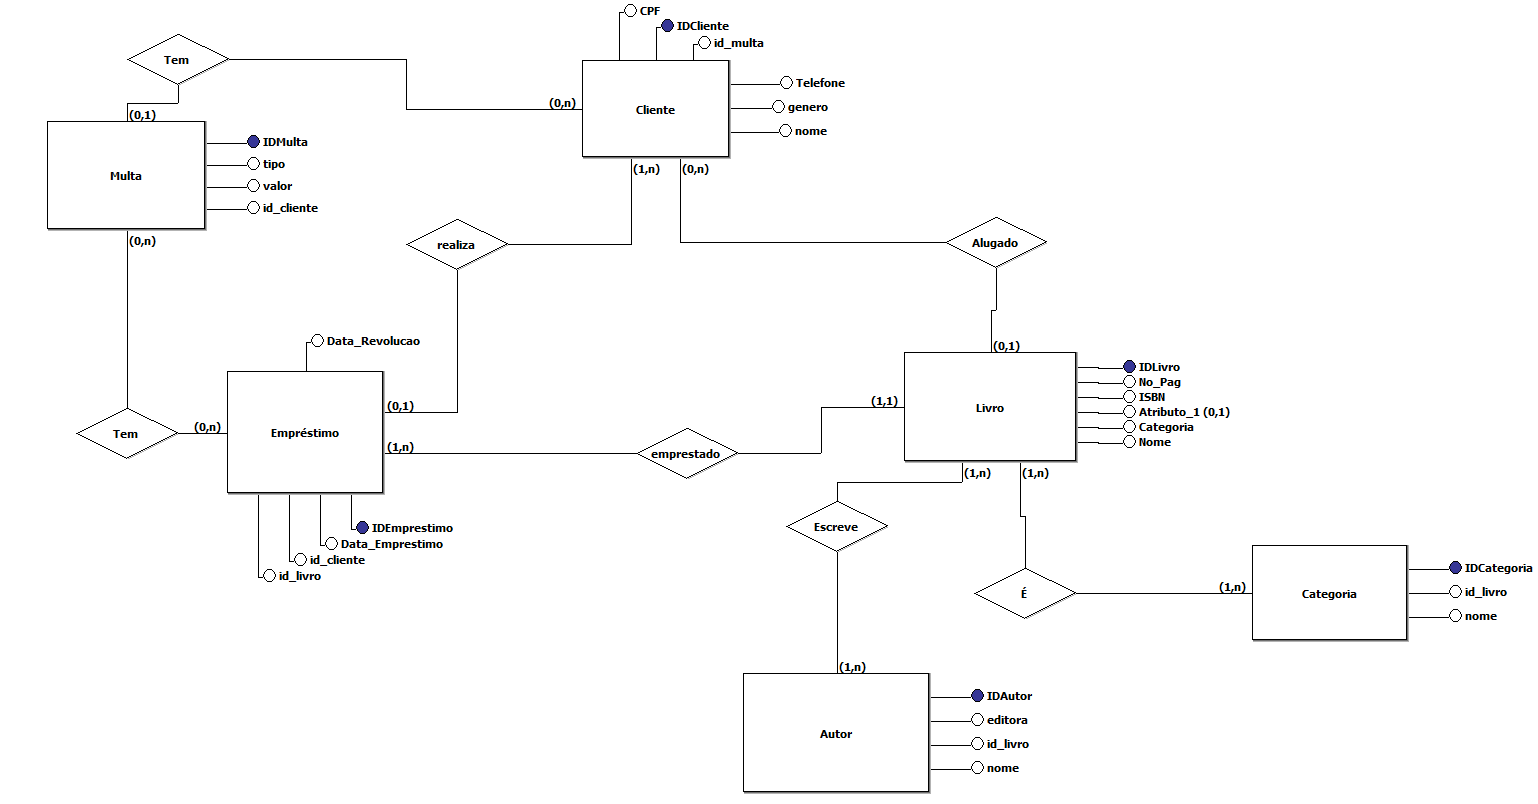 CPF
IDCliente
id_multa
Tem
Telefone
(0,n)
Cliente
genero
nome
(0,1)
IDMulta
tipo
Multa
valor
id_cliente
(1,n)
(0,n)
(0,n)
realiza
Alugado
Data_Revolucao
(0,1)
IDLivro
No_Pag
ISBN
(0,1)
(1,1)
Livro
Atributo_1 (0,1)
Categoria
Nome
Tem
(0,n)
Empréstimo
(1,n)
emprestado
(1,n)
(1,n)
IDEmprestimo
Data_Emprestimo
id_cliente
id_livro
Escreve
É
(1,n)
Categoria
IDCategoria
id_livro
nome
(1,n)
Autor
IDAutor
editora
id_livro
nome